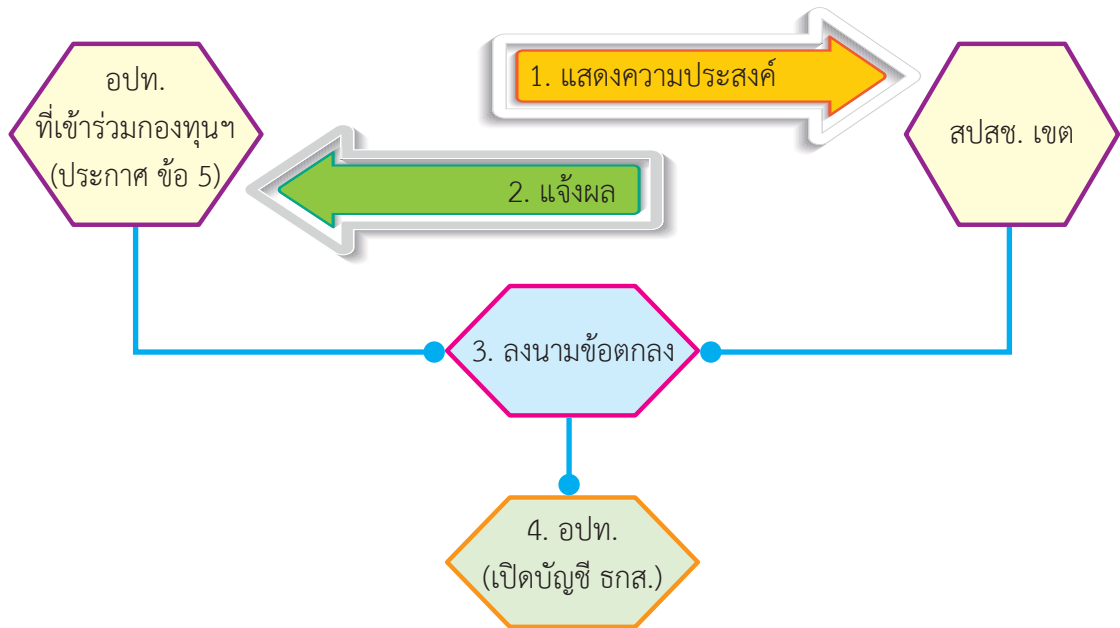 อปท.
ที่เข้าร่วมกองทุนฯ
(ประกาศ ข้อ 5)
1. แสดงความประสงค์
สปสช. เขต
2. แจ้งผล
3. ลงนามข้อตกลง
4. อปท.
(เปิดบัญชี ธกส.)